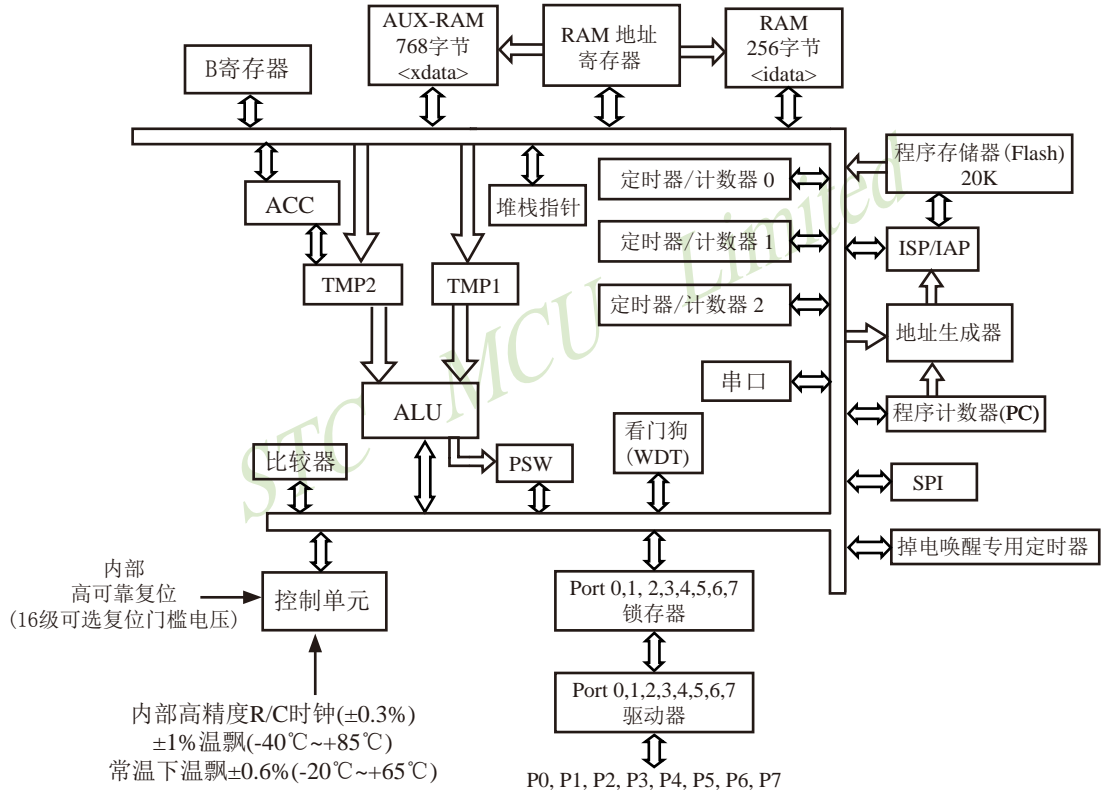 AUX-RAM
768字节
<xdata>
RAM 地址
寄存器
RAM
256字节
<idata>
B寄存器
程序存储器(Flash)
20K
定时器/计数器 0
ACC
堆栈指针
定时器/计数器 1
ISP/IAP
TMP2
TMP1
定时器/计数器 2
地址生成器
串口
ALU
程序计数器(PC)
看门狗
(WDT)
比较器
PSW
SPI
掉电唤醒专用定时器
内部
高可靠复位
(16级可选复位门槛电压)
控制单元
Port 0,1, 2,3,4,5,6,7
锁存器
Port 0,1,2,3,4,5,6,7
驱动器
内部高精度R/C时钟(±0.3%)
±1%温飘(-40℃~+85℃)
常温下温飘±0.6%(-20℃~+65℃)
P0, P1, P2, P3, P4, P5, P6, P7
STC MCU Limited